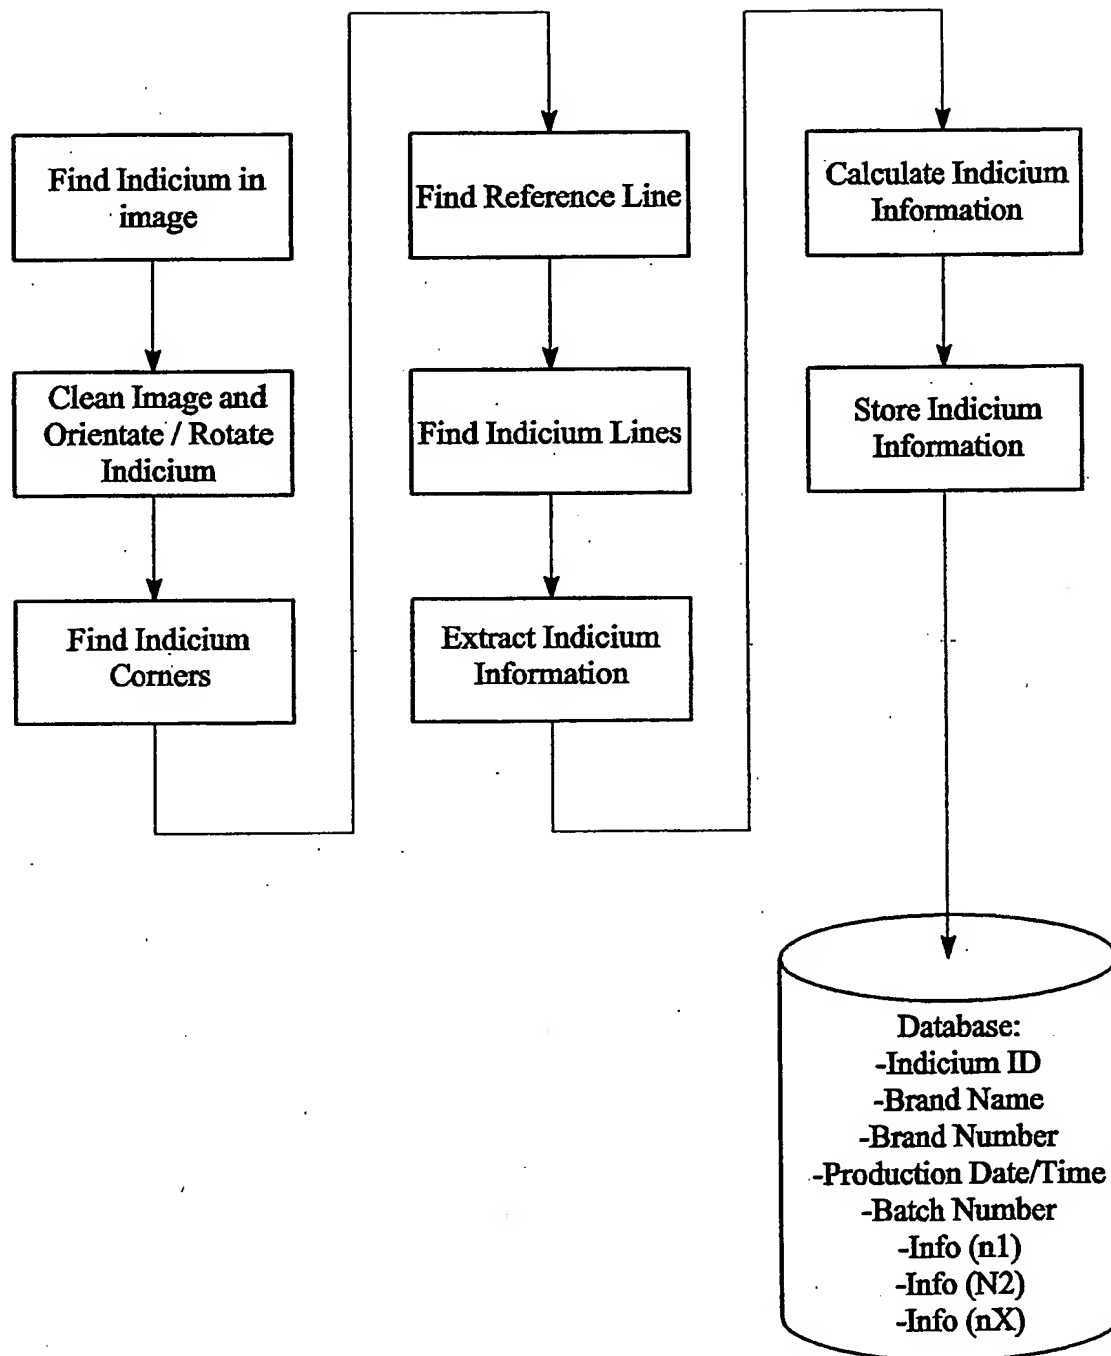 Find Indicium in
image
Clean Image and
Orientate / Rotate
Indicium
Find Indicium
Corners
Find Reference Line
Find Indicium Lines
Extract Indicium
Information
Calculate Indicium
Information
Store Indicium
Information
Database:
-Indicium ID
-Brand Name
-Brand Number
-Production Date/Time
-Batch Number
-Info (n1)
-Info (N2)
-Info (nX)